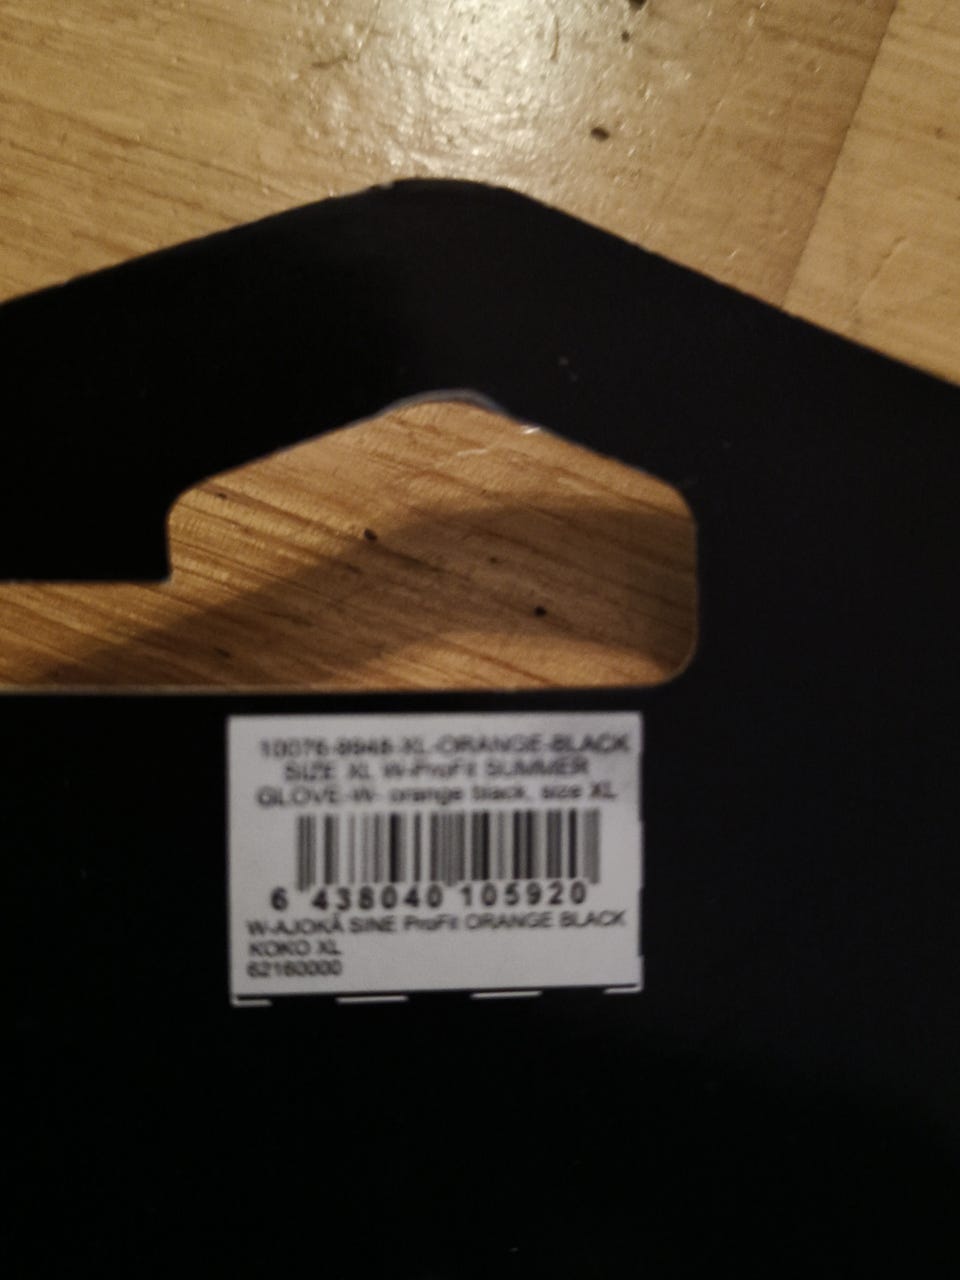 10076-9948-XL-ORANGE-BLACK
SIZE XL W-ProFit SUMMER
GLOVE-W- orange black, size XL
6 438040 105920
W-AJOKÄ SINE ProFit ORANGE BLACK
KOKO XL
62160000